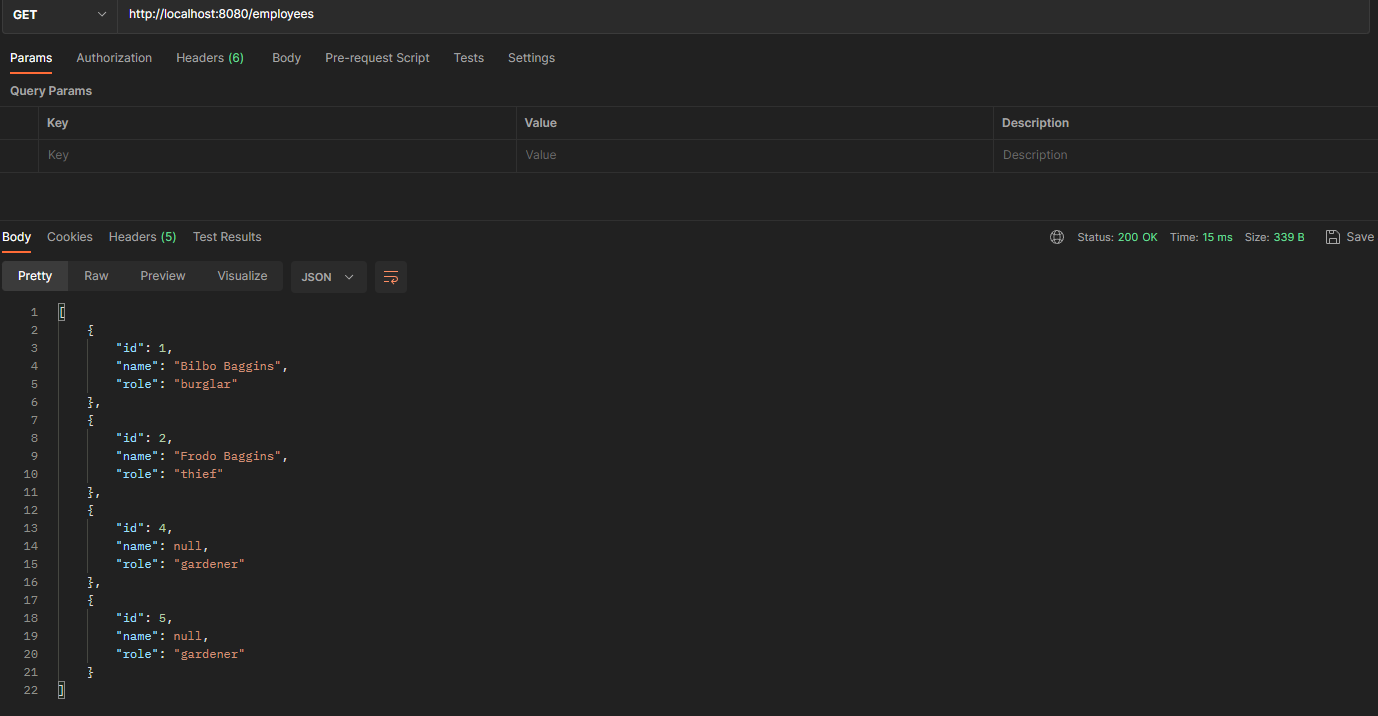 GET http://localhost:8080/employees
Params Authorization Headers (6) Body Pre-request Script Tests Settings
Query Params
Key Value Description
Key Value Description
Body Cookies Headers (5) Test Results Status: 200 OK Time: 15 ms Size: 339 B Save
Pretty Raw Preview Visualize JSON
1 [
2 {
3 "id": 1,
4 "name": "Bilbo Baggins",
5 "role": "burglar"
6 },
7 {
8 "id": 2,
9 "name": "Frodo Baggins",
10 "role": "thief"
11 },
12 {
13 "id": 4,
14 "name": null,
15 "role": "gardener"
16 },
17 {
18 "id": 5,
19 "name": null,
20 "role": "gardener"
21 }
22 ]